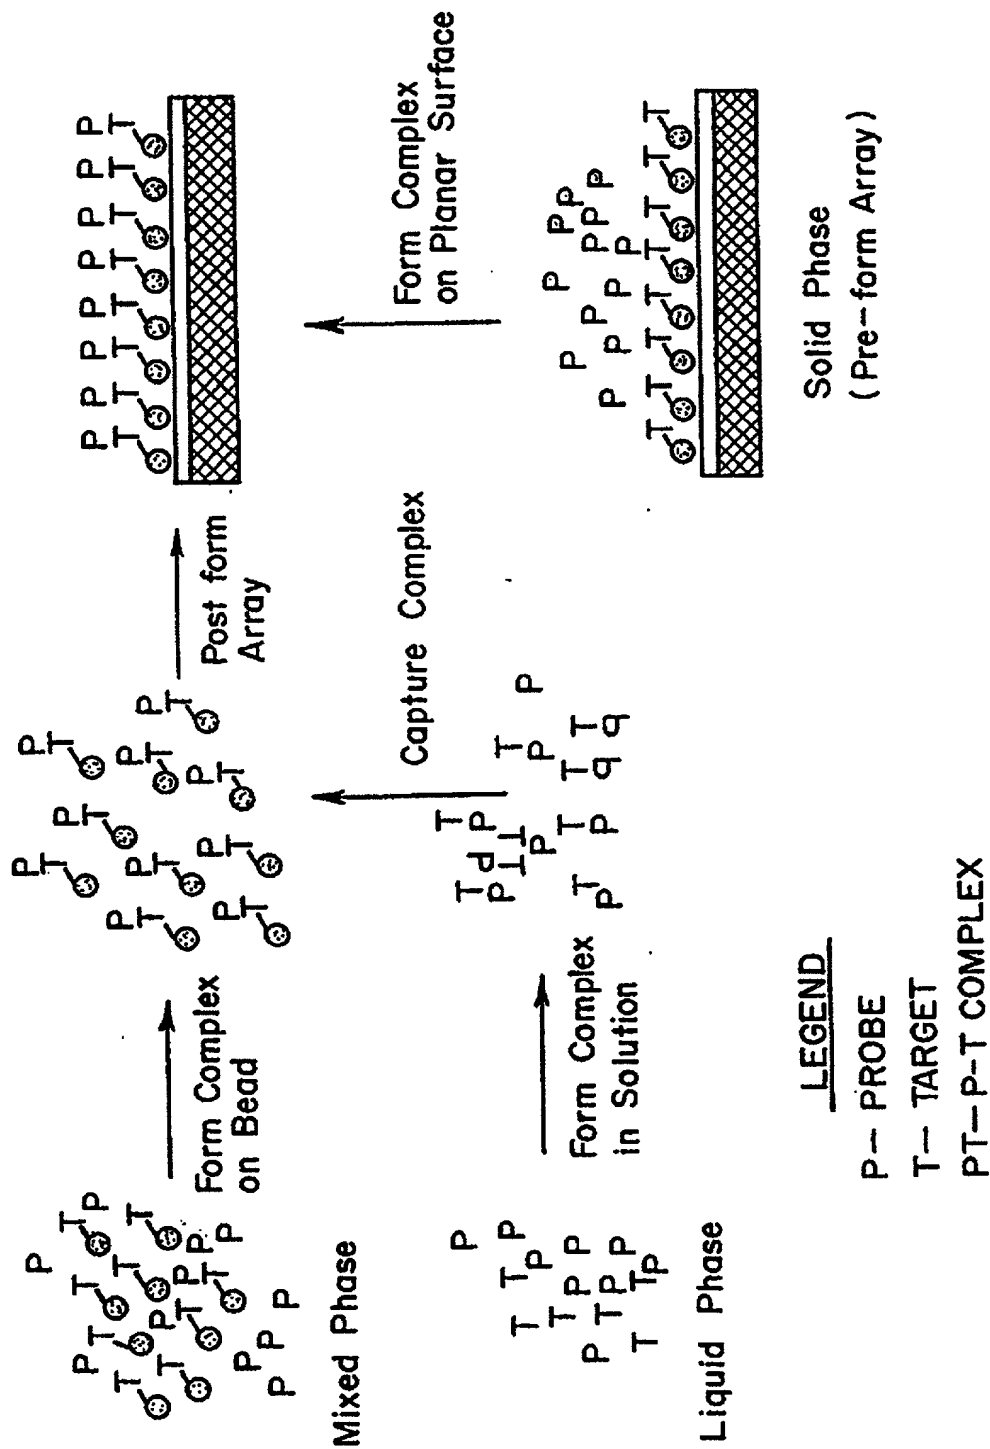 P P P P P P P P P P P
T T T T T T T T T
Form Complex
on Bead
P P P P P P P P P P
T T T T T T T T T T
Post form
Array
P P P P P P P P
T T T T T T T T
Mixed Phase
Capture Complex
Form Complex
on Planar Surface
P P P P P P P P P
T T T T T T
Form Complex
in Solution
T T T T T T T T T
P P P P P P P P P P
P P P P P P P P P P P P
T T T T T T T T
Liquid Phase
Solid Phase
(Pre-form Array)
LEGEND
P— PROBE
T— TARGET
PT— P-T COMPLEX